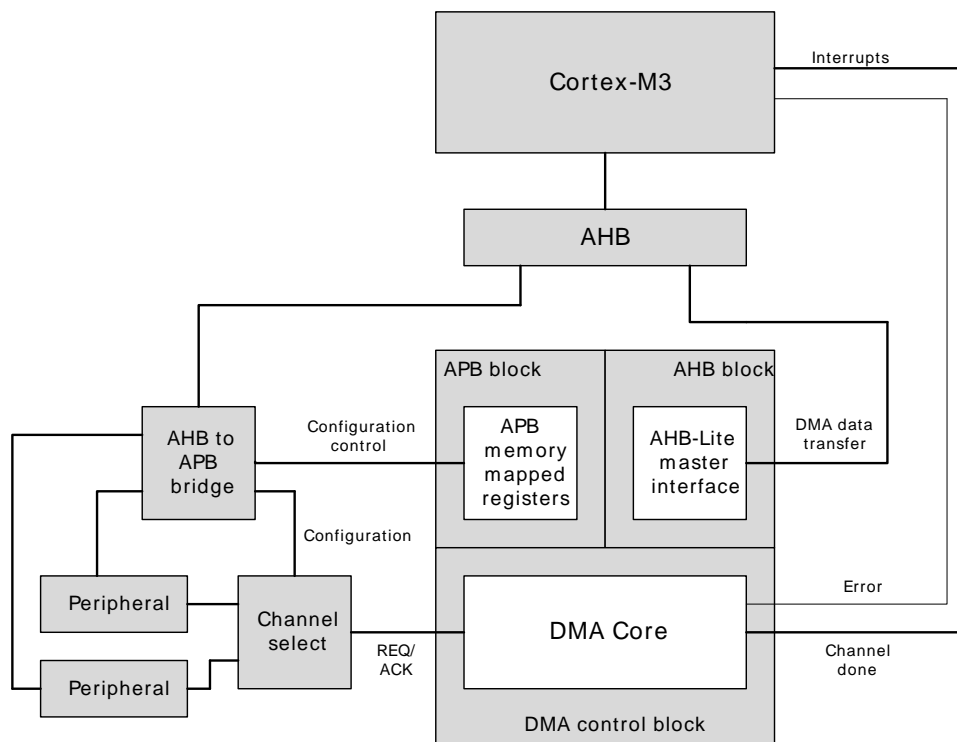 Interrupts
Cortex-M3
AHB
APB block
AHB block
AHB to
APB
bridge
Configuration
control
APB
memory
mapped
registers
AHB-Lite
master
interface
DMA data
transfer
Configuration
Peripheral
Channel
select
Peripheral
REQ/
ACK
DMA Core
Error
Channel
done
DMA control block